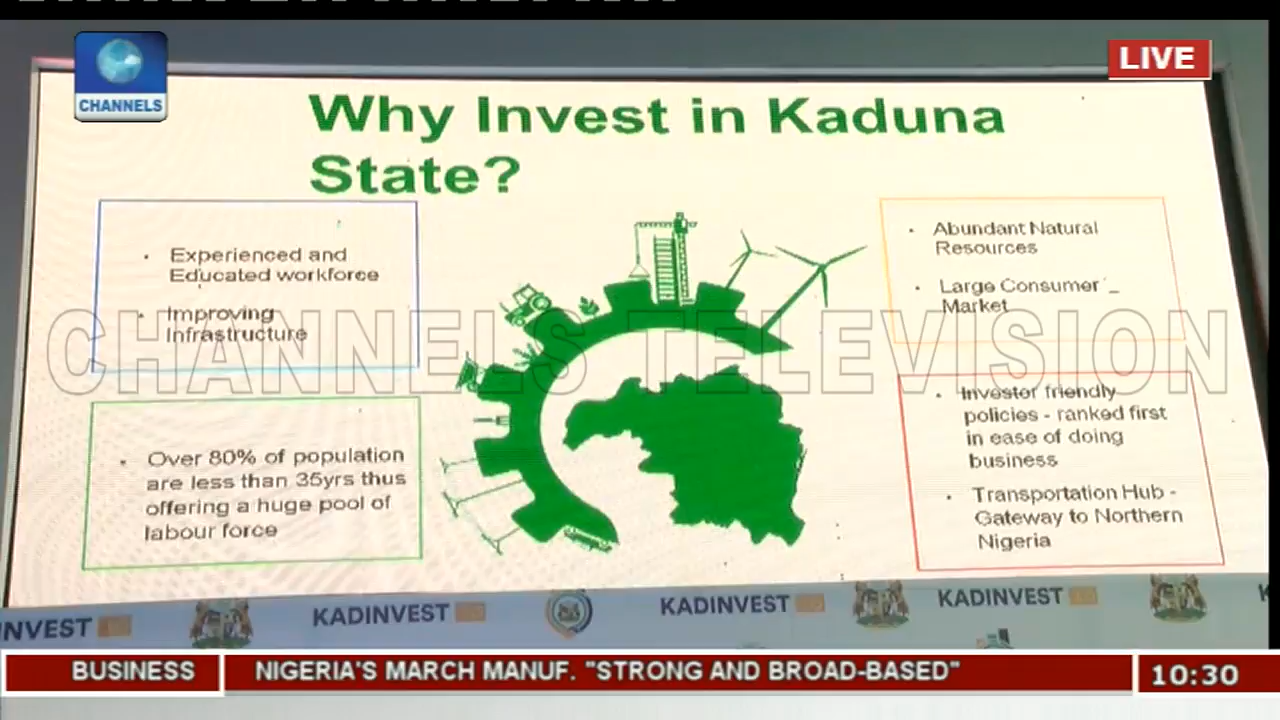 CHANNELS
LIVE
Why Invest in Kaduna
State?
• Experienced and
Educated workforce
• Improving
Infrastructure
• Abundant Natural
Resources
• Large Consumer
Market
CHANNELS TELEVISION
• Over 80% of population
are less than 35yrs thus
offering a huge pool of
labour force
• Investor friendly
policies - ranked first
in ease of doing
business
• Transportation Hub -
Gateway to Northern
Nigeria
INVEST
KADINVEST
KADINVEST
KADINVEST
BUSINESS
NIGERIA'S MARCH MANUF. "STRONG AND BROAD-BASED"
10:30